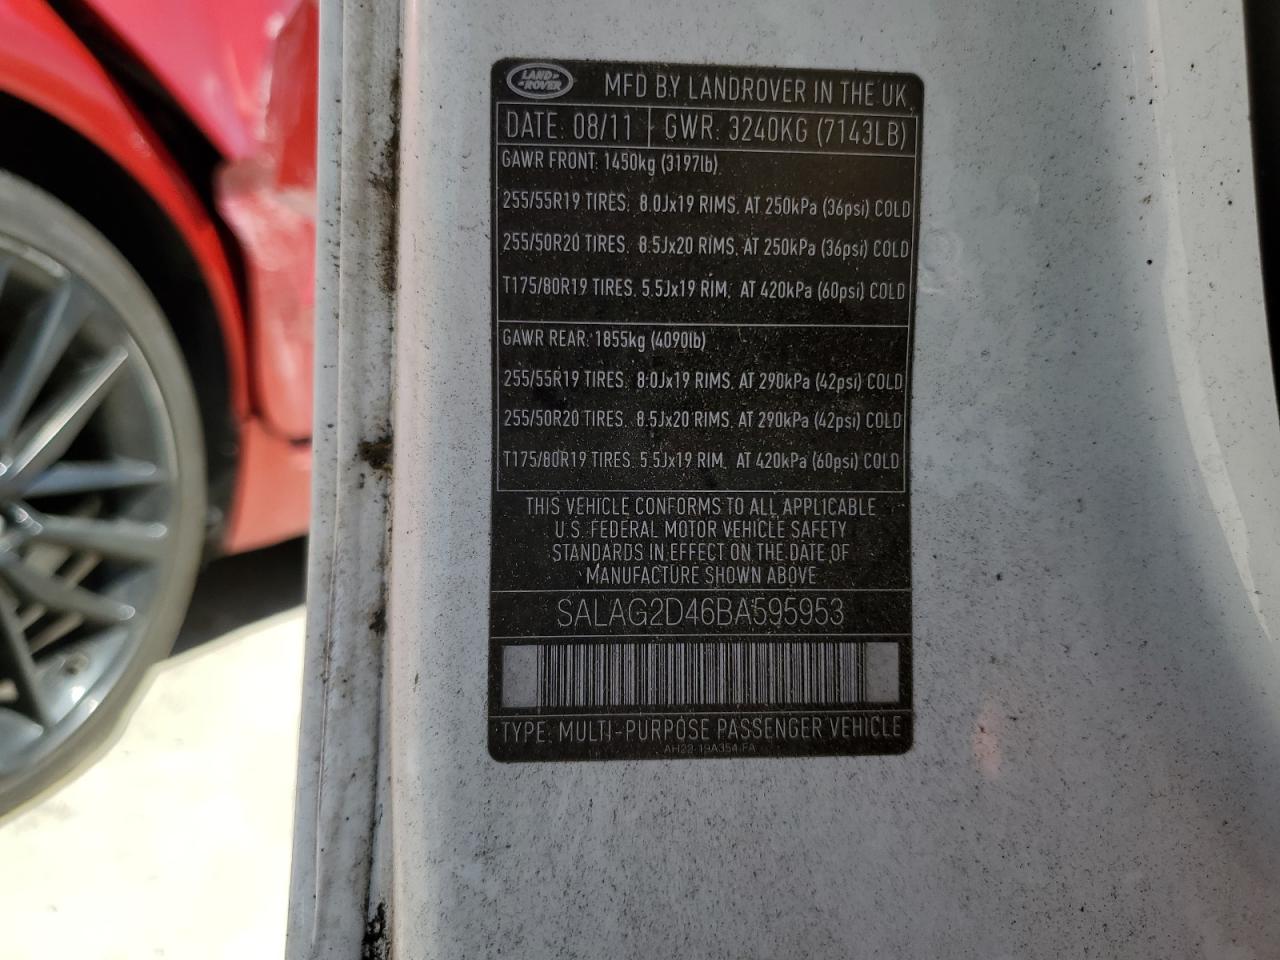 LAND-
-ROVER
MFD BY LANDROVER IN THE UK
DATE: 08/11 GWR: 3240KG (7143LB)
GAWR FRONT: 1450kg (3197lb)
255/55R19 TIRES, 8.0Jx19 RIMS, AT 250kPa (36psi) COLD
255/50R20 TIRES, 8.5Jx20 RIMS, AT 250kPa (36psi) COLD
T175/80R19 TIRES, 5.5Jx19 RIM, AT 420kPa (60psi) COLD
GAWR REAR: 1855kg (4090lb)
255/55R19 TIRES, 8.0Jx19 RIMS, AT 290kPa (42psi) COLD
255/50R20 TIRES, 8.5Jx20 RIMS, AT 290kPa (42psi) COLD
T175/80R19 TIRES, 5.5Jx19 RIM, AT 420kPa (60psi) COLD
THIS VEHICLE CONFORMS TO ALL APPLICABLE
U.S. FEDERAL MOTOR VEHICLE SAFETY
STANDARDS IN EFFECT ON THE DATE OF
MANUFACTURE SHOWN ABOVE
SALAG2D46BA595953
TYPE: MULTI-PURPOSE PASSENGER VEHICLE
AH22-19A354-FA